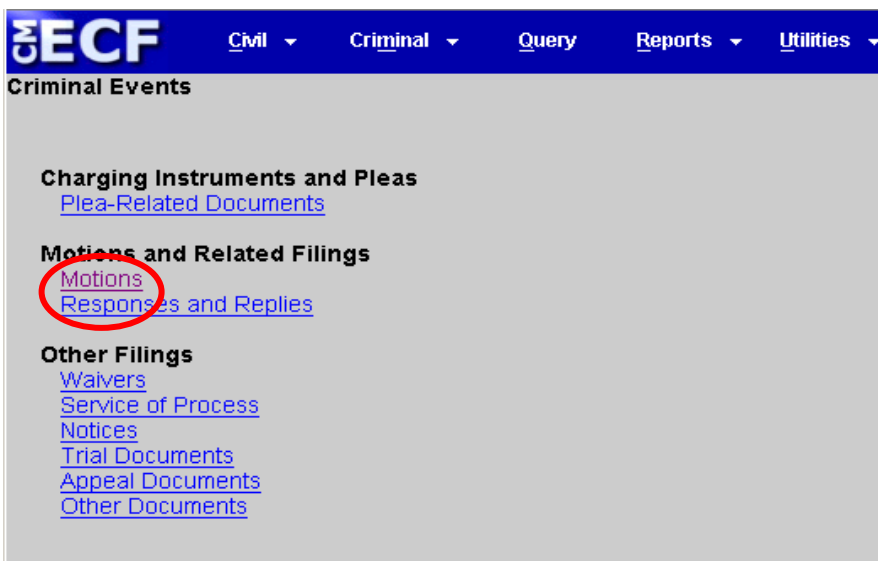 CM ECF Civil Criminal Query Reports Utilities
Criminal Events
Charging Instruments and Pleas
Plea-Related Documents
Motions and Related Filings
Motions
Responses and Replies
Other Filings
Waivers
Service of Process
Notices
Trial Documents
Appeal Documents
Other Documents